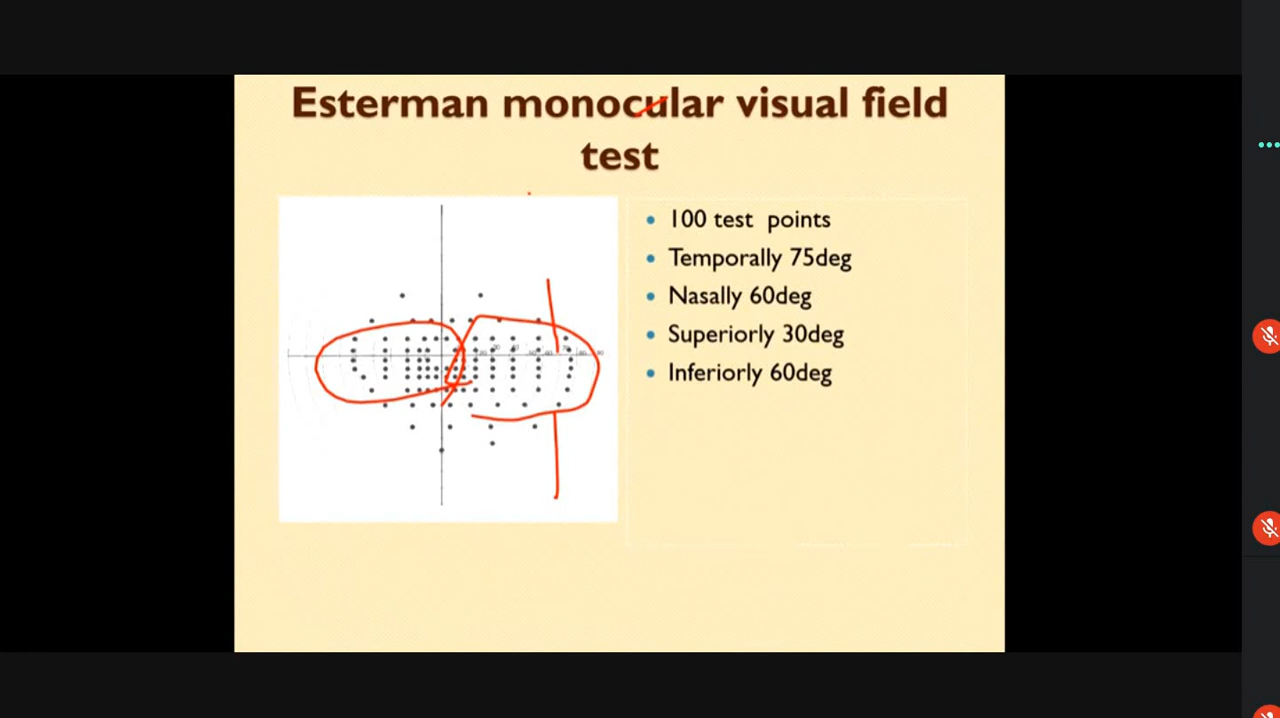 Esterman monocular visual field
test
100 test points
Temporally 75deg
Nasally 60deg
Superiorly 30deg
Inferiorly 60deg